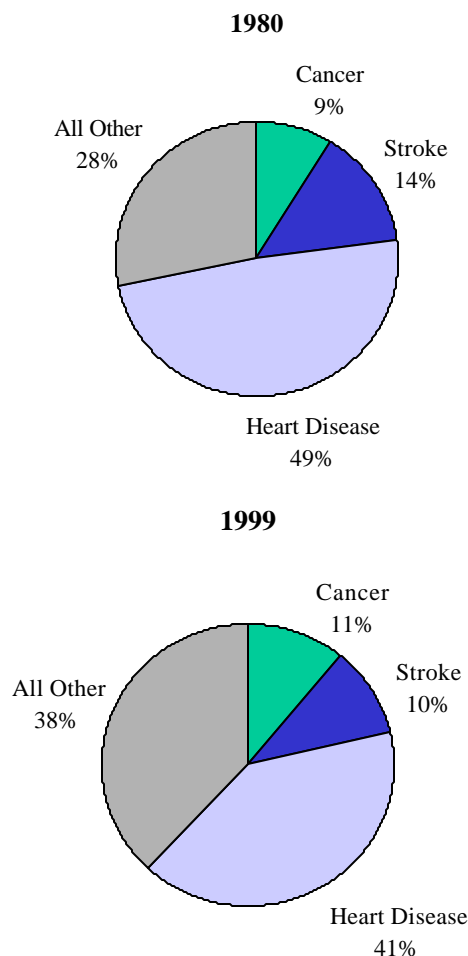 1980
Cancer
9%
All Other
28%
Stroke
14%
Heart Disease
49%
1999
Cancer
11%
Stroke
10%
All Other
38%
Heart Disease
41%